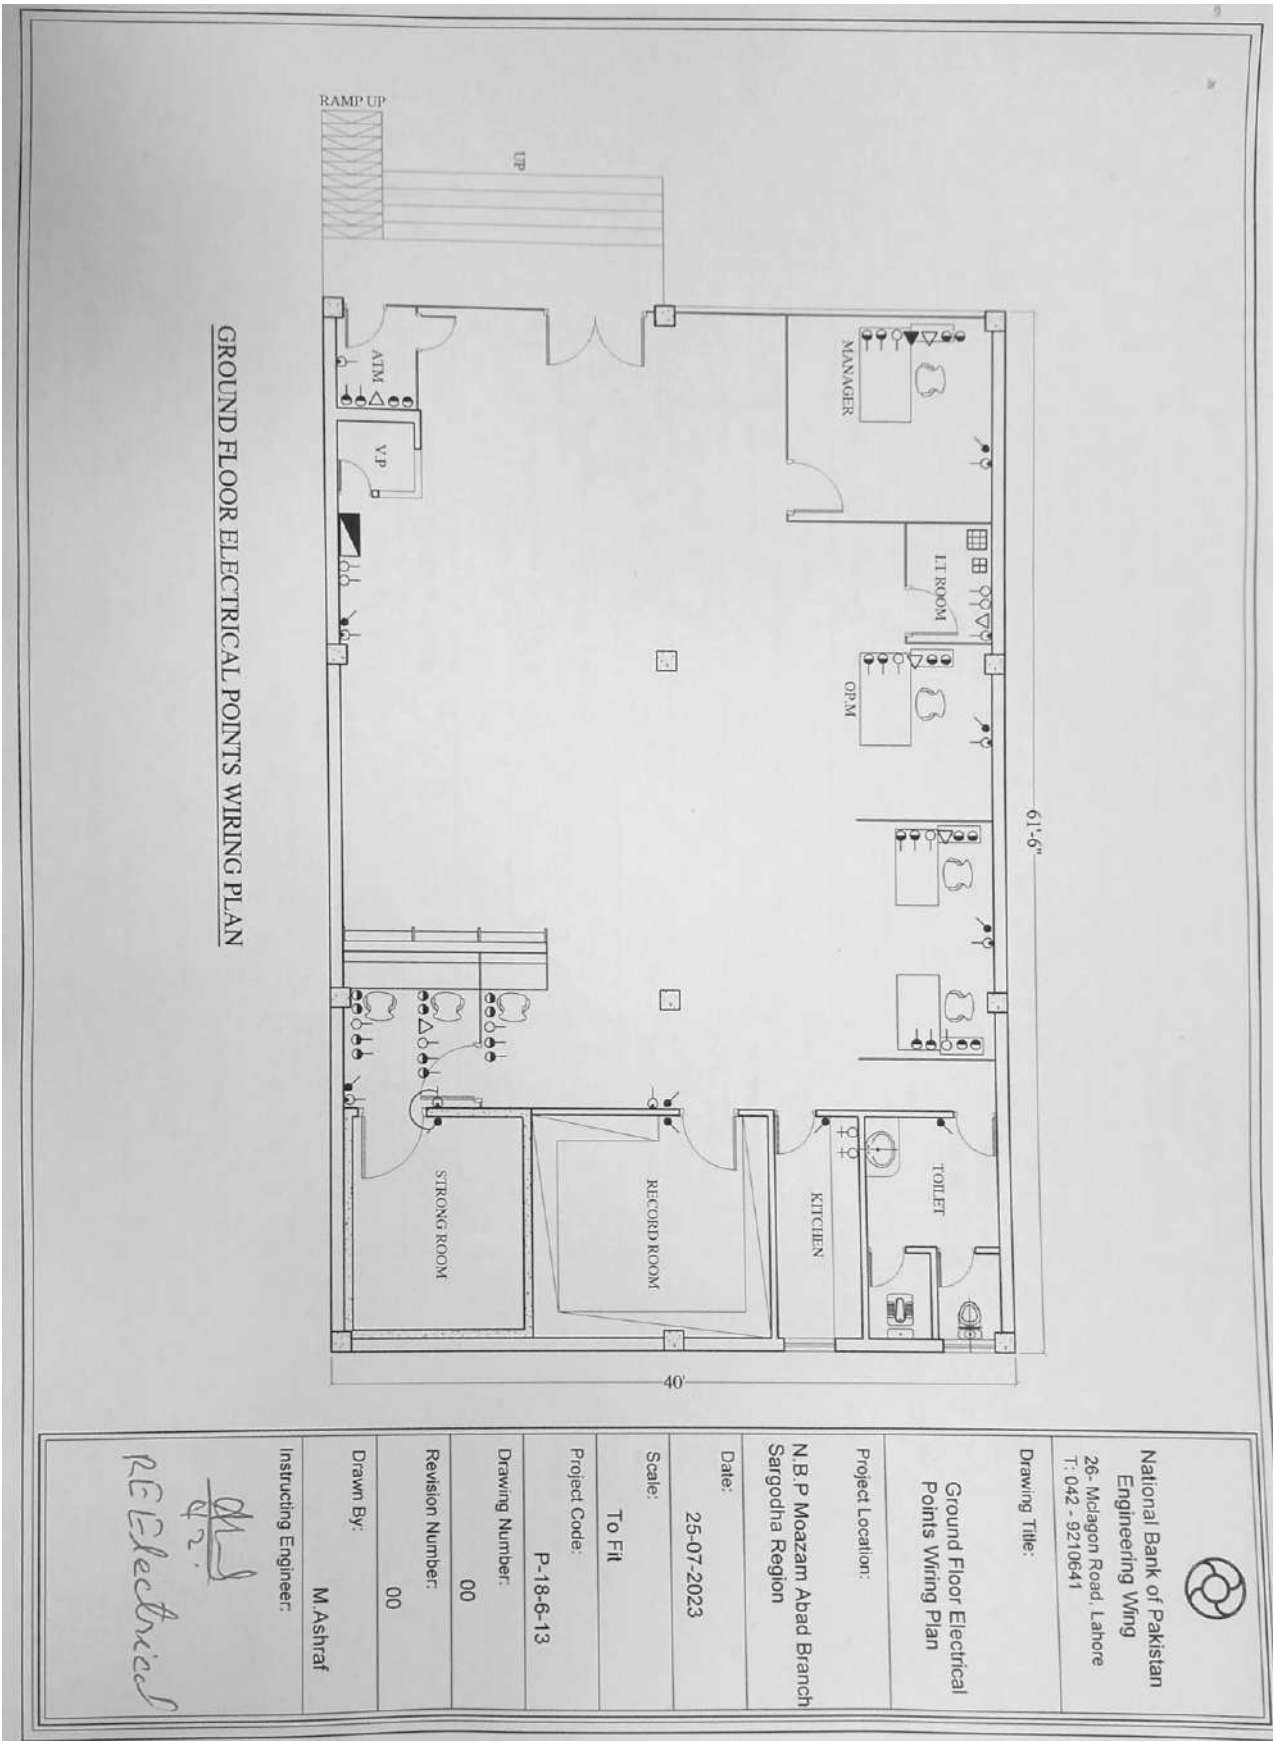 RAMP UP
UP
ATM
V.P
MANAGER
I.T ROOM
OP.M
61'-6"
STRONG ROOM
RECORD ROOM
KITCHEN
TOILET
40'
GROUND FLOOR ELECTRICAL POINTS WIRING PLAN
National Bank of Pakistan
Engineering Wing
26- Mclagon Road, Lahore
T: 042 - 9210641
Drawing Title:
Ground Floor Electrical
Points Wiring Plan
Project Location:
N.B.P Moazam Abad Branch
Sargodha Region
Date:
25-07-2023
Scale:
To Fit
Project Code:
P-18-6-13
Drawing Number:
00
Revision Number:
00
Drawn By:
M.Ashraf
Instructing Engineer:
RE Electrical